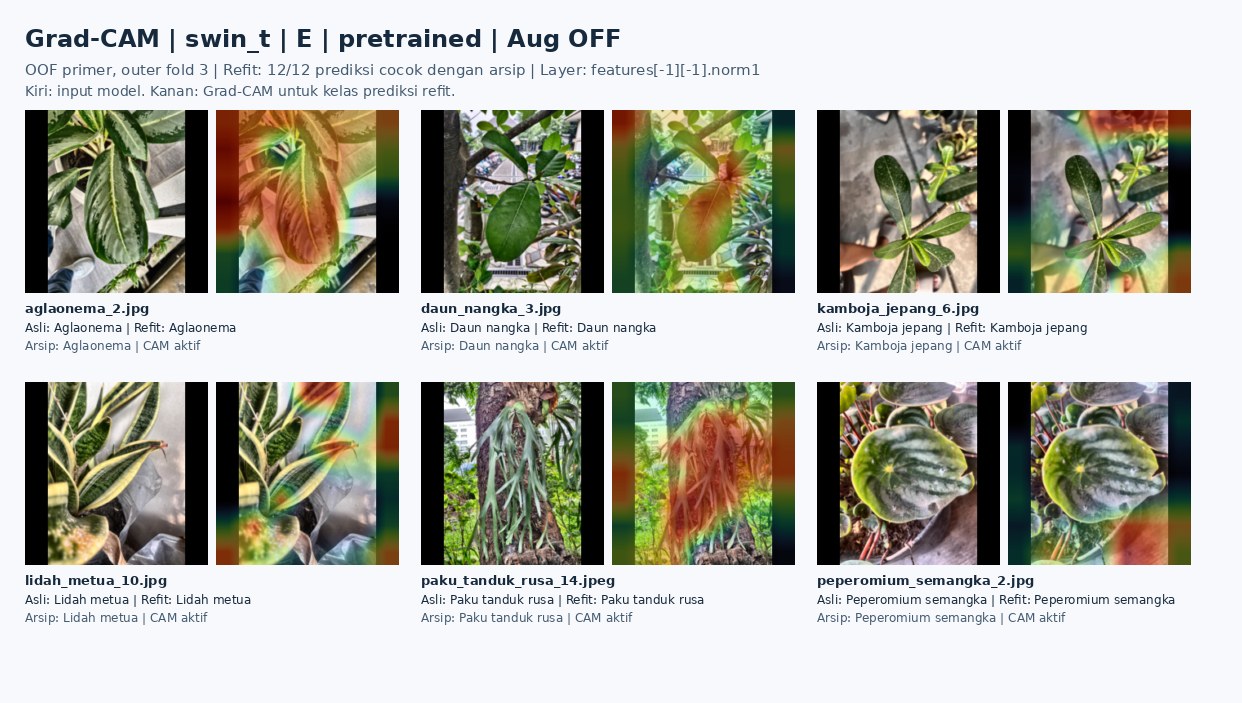 Grad-CAM | swin_t | E | pretrained | Aug OFF
OOF primer, outer fold 3 | Refit: 12/12 prediksi cocok dengan arsip | Layer: features[-1][-1].norm1
Kiri: input model. Kanan: Grad-CAM untuk kelas prediksi refit.
aglaonema_2.jpg
Asli: Aglaonema | Refit: Aglaonema
Arsip: Aglaonema | CAM aktif
daun_nangka_3.jpg
Asli: Daun nangka | Refit: Daun nangka
Arsip: Daun nangka | CAM aktif
kamboja_jepang_6.jpg
Asli: Kamboja jepang | Refit: Kamboja jepang
Arsip: Kamboja jepang | CAM aktif
lidah_metua_10.jpg
Asli: Lidah metua | Refit: Lidah metua
Arsip: Lidah metua | CAM aktif
paku_tanduk_rusa_14.jpeg
Asli: Paku tanduk rusa | Refit: Paku tanduk rusa
Arsip: Paku tanduk rusa | CAM aktif
peperomium_semangka_2.jpg
Asli: Peperomium semangka | Refit: Peperomium semangka
Arsip: Peperomium semangka | CAM aktif